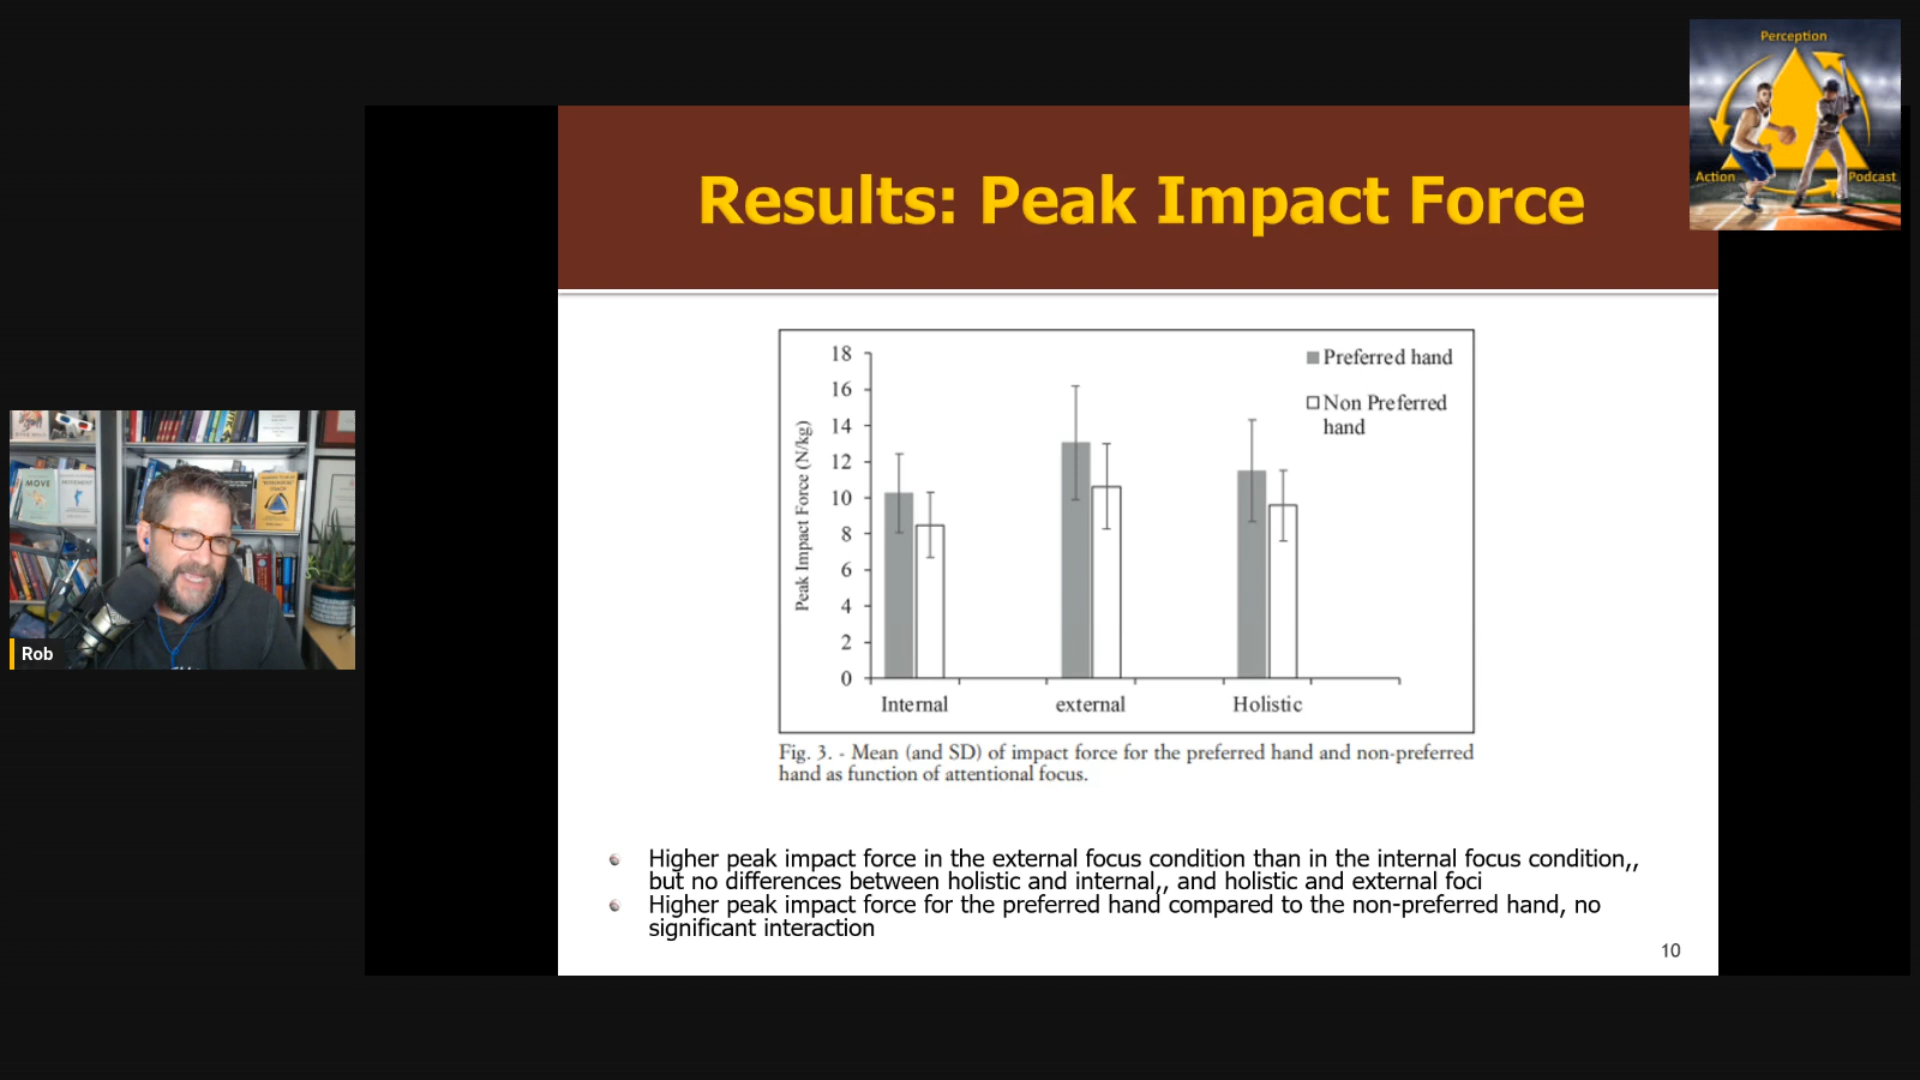 Perception
Action
Podcast
Results: Peak Impact Force
18
16
14
12
10
8
6
4
2
0
Peak Impact Force (N/kg)
Preferred hand
Non Preferred
hand
Internal
external
Holistic
Fig. 3. - Mean (and SD) of impact force for the preferred hand and non-preferred
hand as function of attentional focus.
Higher peak impact force in the external focus condition than in the internal focus condition,,
but no differences between holistic and internal,, and holistic and external foci
Higher peak impact force for the preferred hand compared to the non-preferred hand, no
significant interaction
10
MOVE
MOVEMENT
Rob